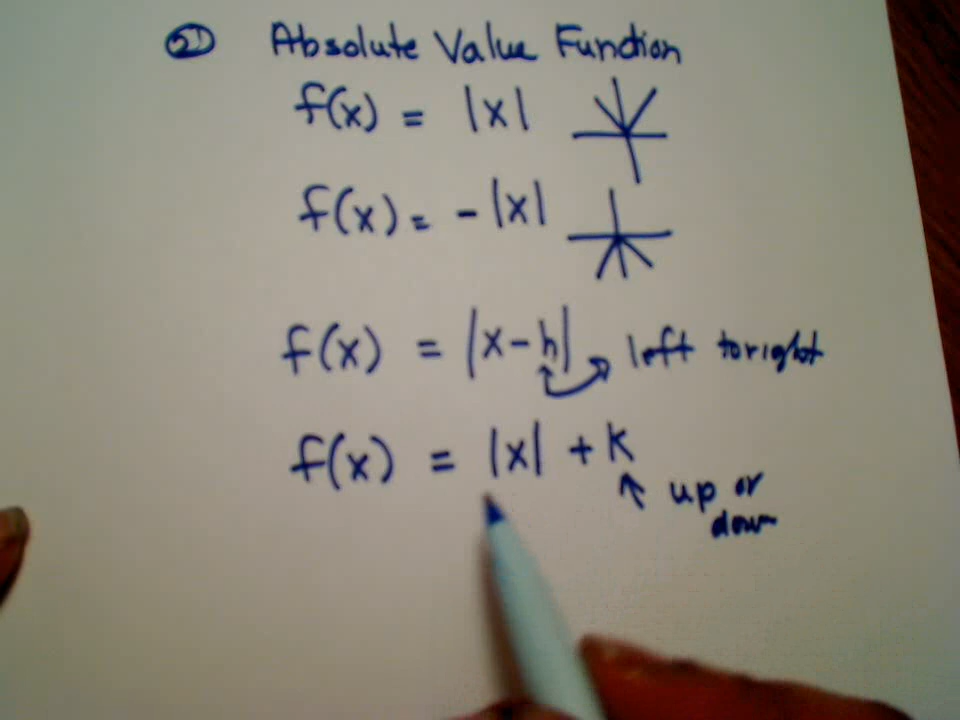 2) Absolute Value Function
f(x) = |x|
f(x) = - |x|
f(x) = |x-h| left to right
f(x) = |x| + k
up or
down